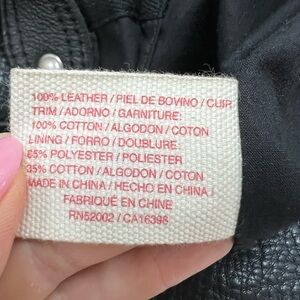 100% LEATHER / PIEL DE BOVINO / CUIR
TRIM / ADORNO / GARNITURE:
100% COTTON / ALGODON / COTON
LINING / FORRO / DOUBLURE:
65% POLYESTER / POLIESTER
35% COTTON / ALGODON / COTON
MADE IN CHINA / HECHO EN CHINA /
FABRIQUÉ EN CHINE
RN52002 / CA16396